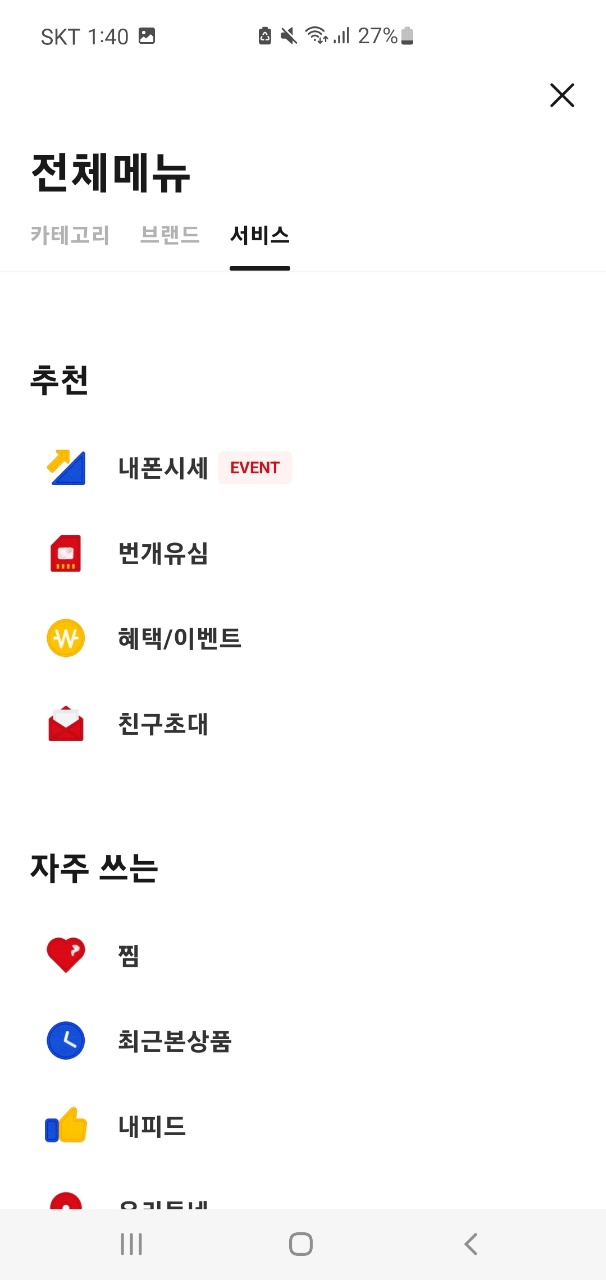 SKT 1:40 27%
전체메뉴
카테고리 브랜드 서비스
추천
내폰시세 EVENT
번개유심
혜택/이벤트
친구초대
자주 쓰는
찜
최근본상품
내피드